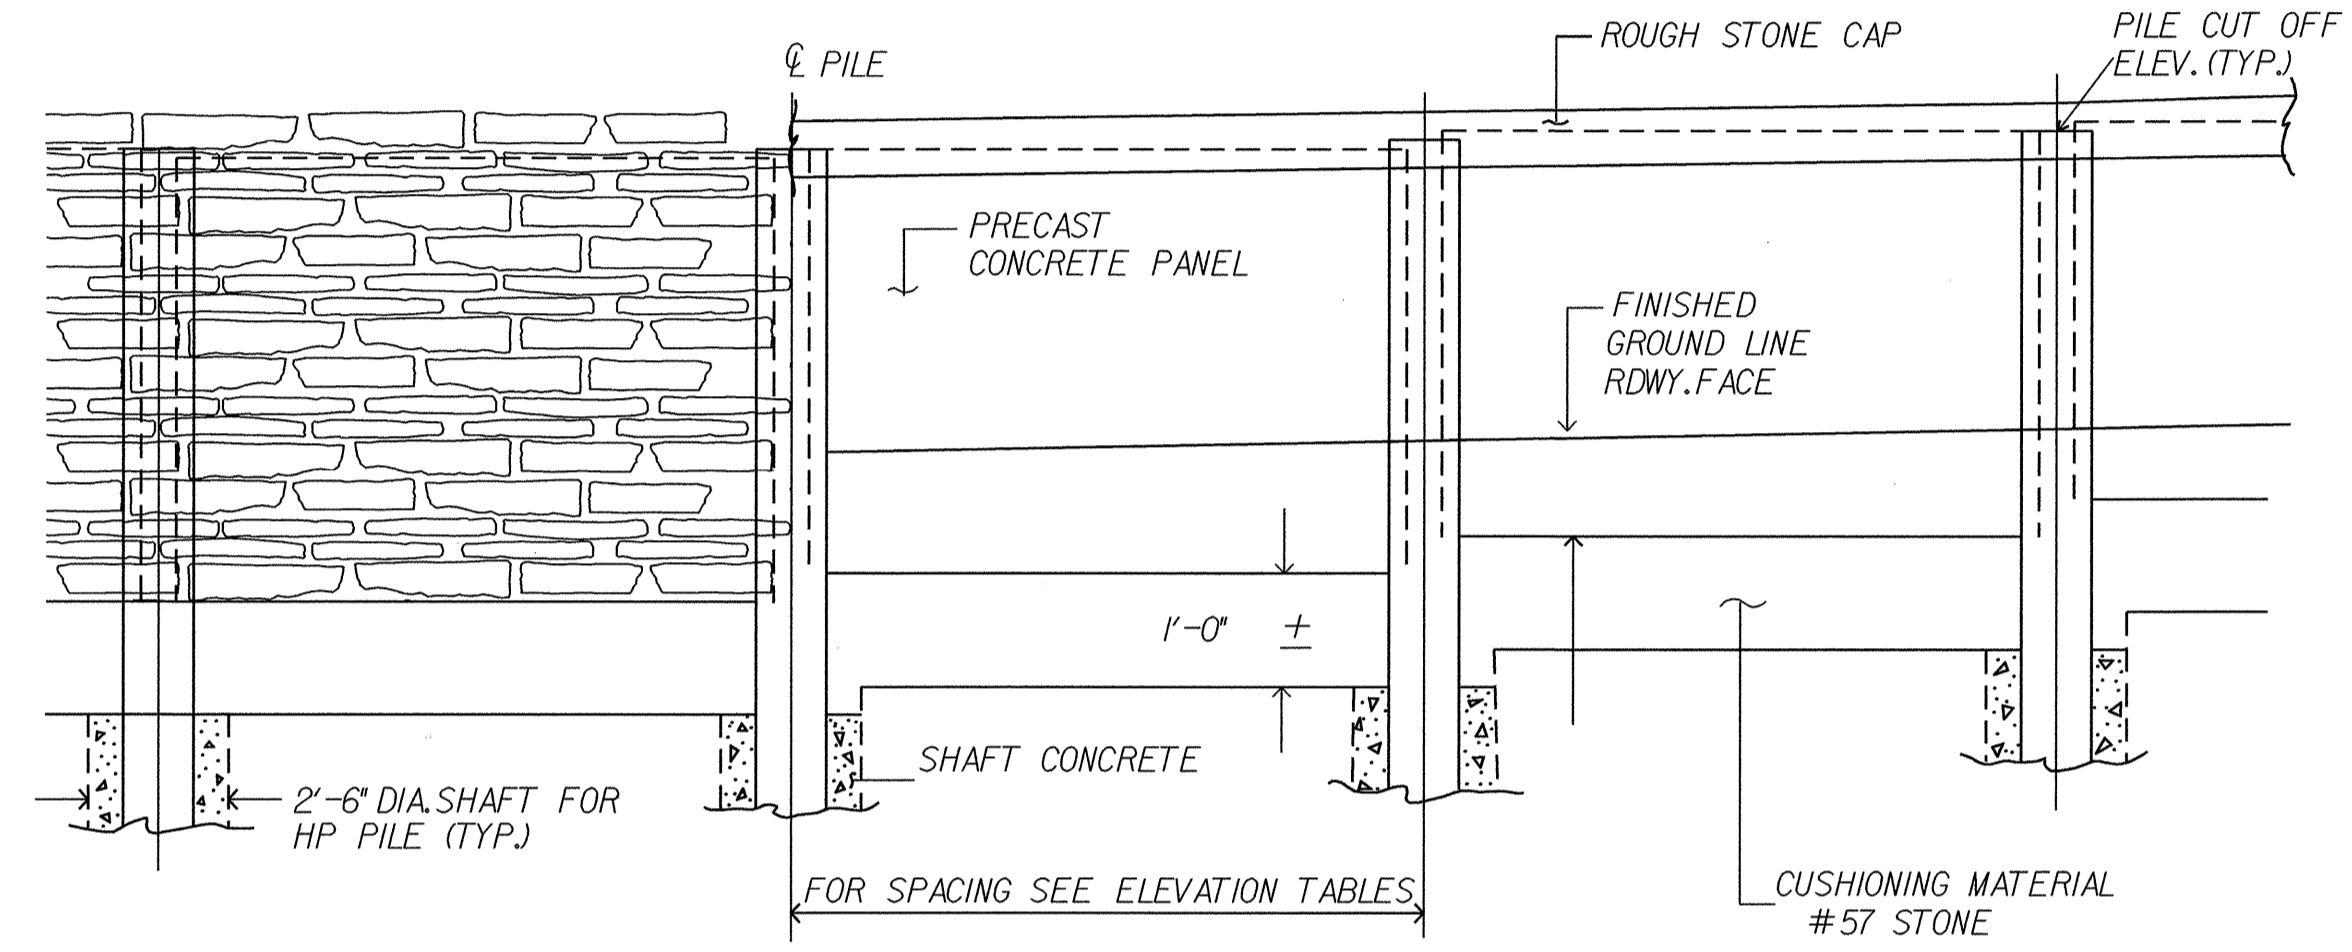 ℄ PILE
ROUGH STONE CAP
PILE CUT OFF
ELEV. (TYP.)
PRECAST
CONCRETE PANEL
FINISHED
GROUND LINE
RDWY. FACE
1'-0" ±
SHAFT CONCRETE
2'-6" DIA. SHAFT FOR
HP PILE (TYP.)
FOR SPACING SEE ELEVATION TABLES
CUSHIONING MATERIAL
#57 STONE